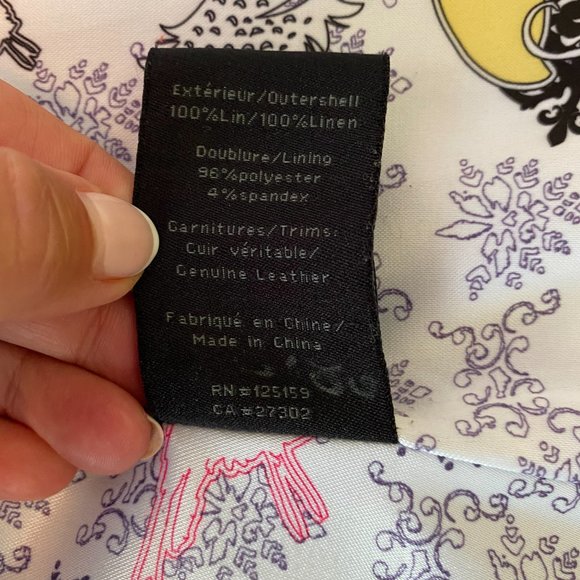 Extérieur/Outershell
100%Lin/100%Linen
Doublure/Lining
96%polyester
4%spandex
Garnitures/Trims:
Cuir véritable/
Genuine Leather
Fabriqué en Chine/
Made in China
RN#125159
CA#27302